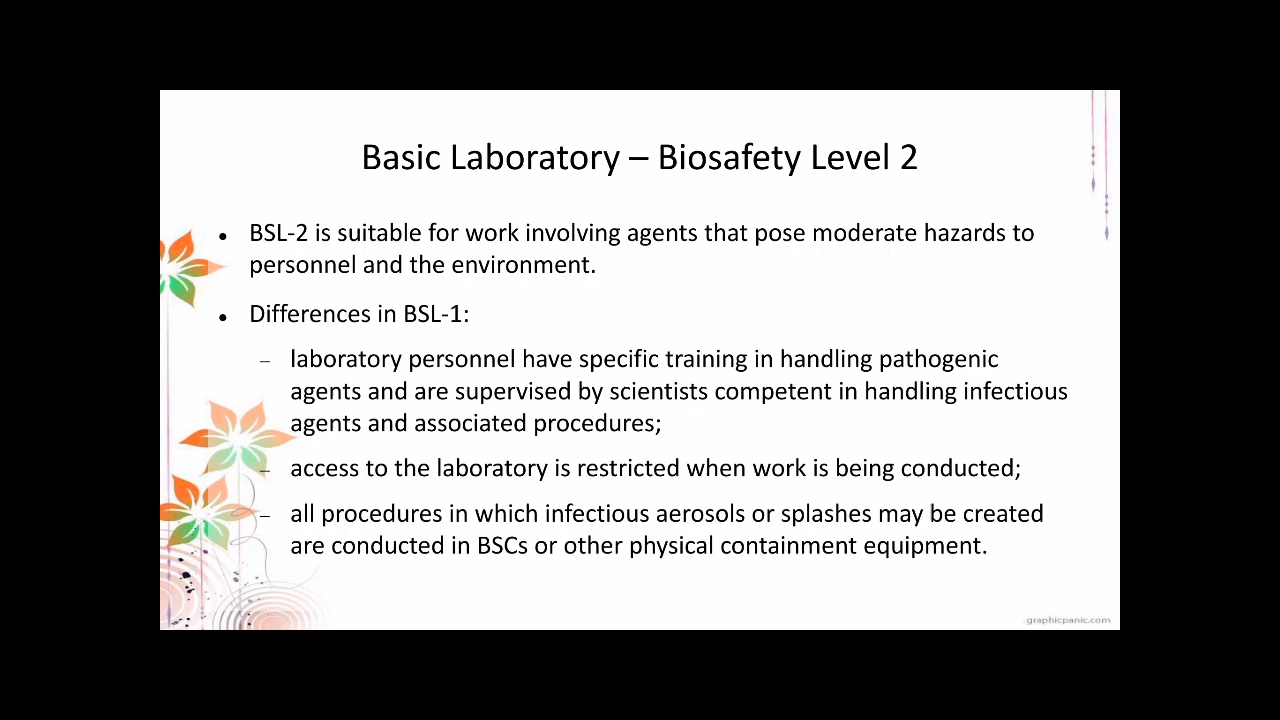 Basic Laboratory – Biosafety Level 2
● BSL-2 is suitable for work involving agents that pose moderate hazards to
personnel and the environment.
● Differences in BSL-1:
– laboratory personnel have specific training in handling pathogenic
agents and are supervised by scientists competent in handling infectious
agents and associated procedures;
– access to the laboratory is restricted when work is being conducted;
– all procedures in which infectious aerosols or splashes may be created
are conducted in BSCs or other physical containment equipment.
graphicpanic.com